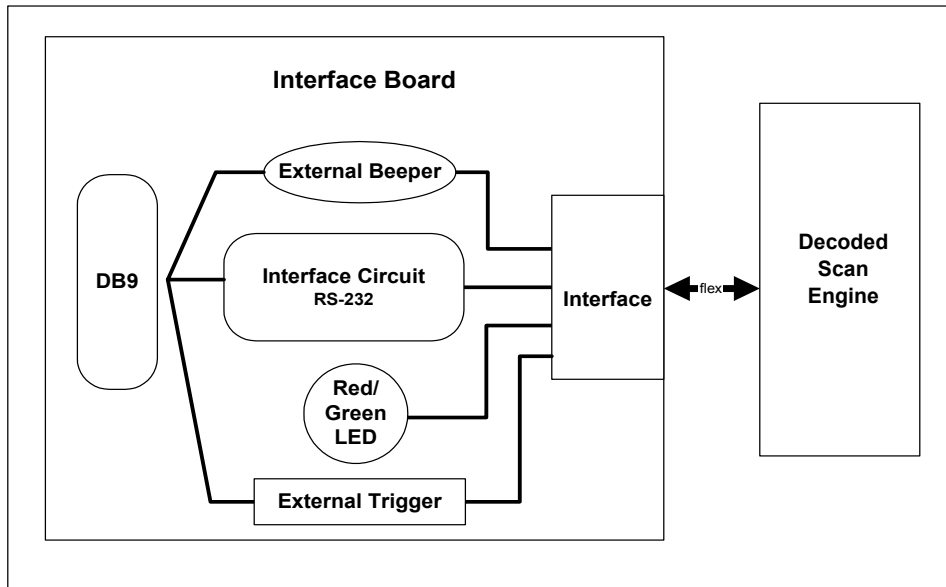 Interface Board
External Beeper
DB9
Interface Circuit
RS-232
Interface
flex
Decoded
Scan
Engine
Red/
Green
LED
External Trigger